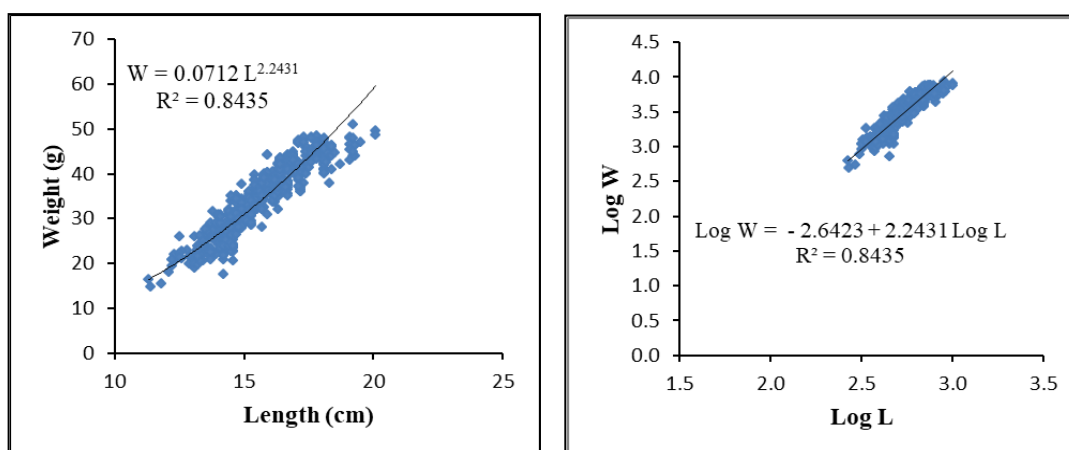 70
60
50
40
30
20
10
0
W = 0.0712 L^2.2431
R² = 0.8435
Weight (g)
10 15 20 25
Length (cm)
4.5
4.0
3.5
3.0
2.5
2.0
1.5
1.0
0.5
0.0
Log W
Log W = - 2.6423 + 2.2431 Log L
R² = 0.8435
1.5 2.0 2.5 3.0 3.5
Log L